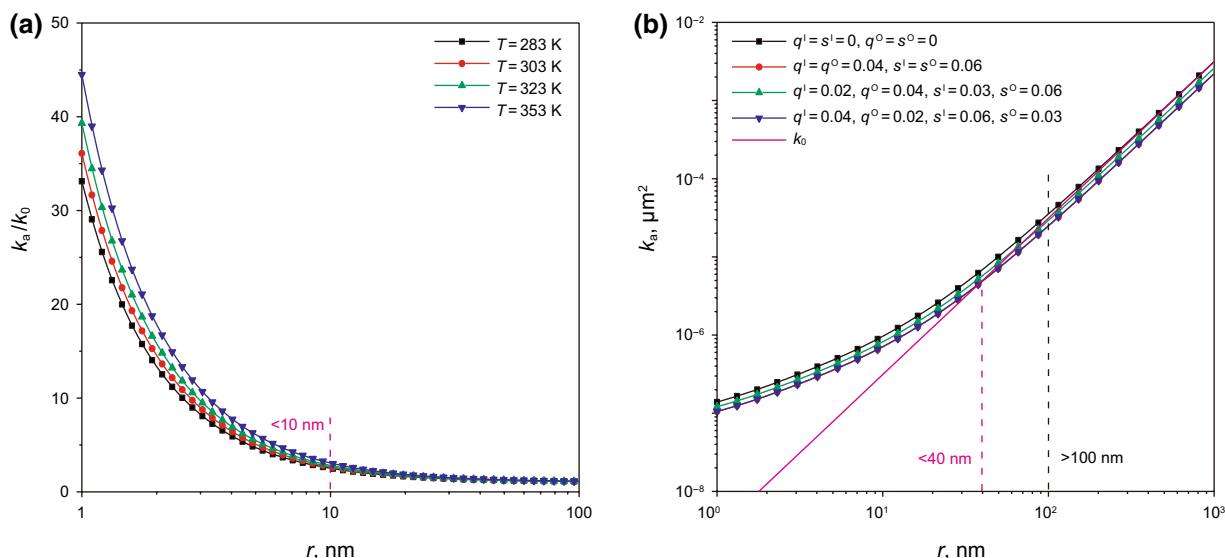 (a)
50
40
30
20
10
0
kₐ/k₀
T = 283 K
T = 303 K
T = 323 K
T = 353 K
<10 nm
1
10
100
r, nm
(b)
10⁻²
10⁻⁴
10⁻⁶
10⁻⁸
kₐ, µm²
qᴵ = sᴵ = 0, qᴼ = sᴼ = 0
qᴵ = qᴼ = 0.04, sᴵ = sᴼ = 0.06
qᴵ = 0.02, qᴼ = 0.04, sᴵ = 0.03, sᴼ = 0.06
qᴵ = 0.04, qᴼ = 0.02, sᴵ = 0.06, sᴼ = 0.03
k₀
<40 nm
>100 nm
10⁰
10¹
10²
10³
r, nm